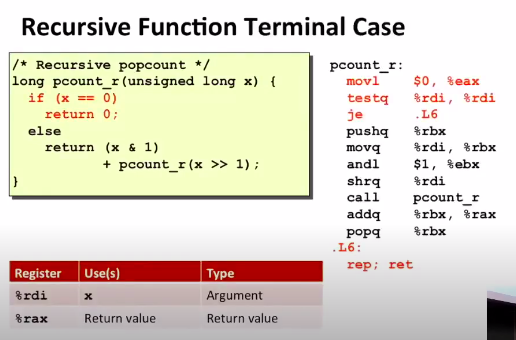 Recursive Function Terminal Case
/* Recursive popcount */
long pcount_r(unsigned long x) {
  if (x == 0)
    return 0;
  else
    return (x & 1)
           + pcount_r(x >> 1);
}
pcount_r:
  movl    $0, %eax
  testq   %rdi, %rdi
  je      .L6
  pushq   %rbx
  movq    %rdi, %rbx
  andl    $1, %ebx
  shrq    %rdi
  call    pcount_r
  addq    %rbx, %rax
  popq    %rbx
.L6:
  rep; ret
Register Use(s) Type
%rdi x Argument
%rax Return value Return value